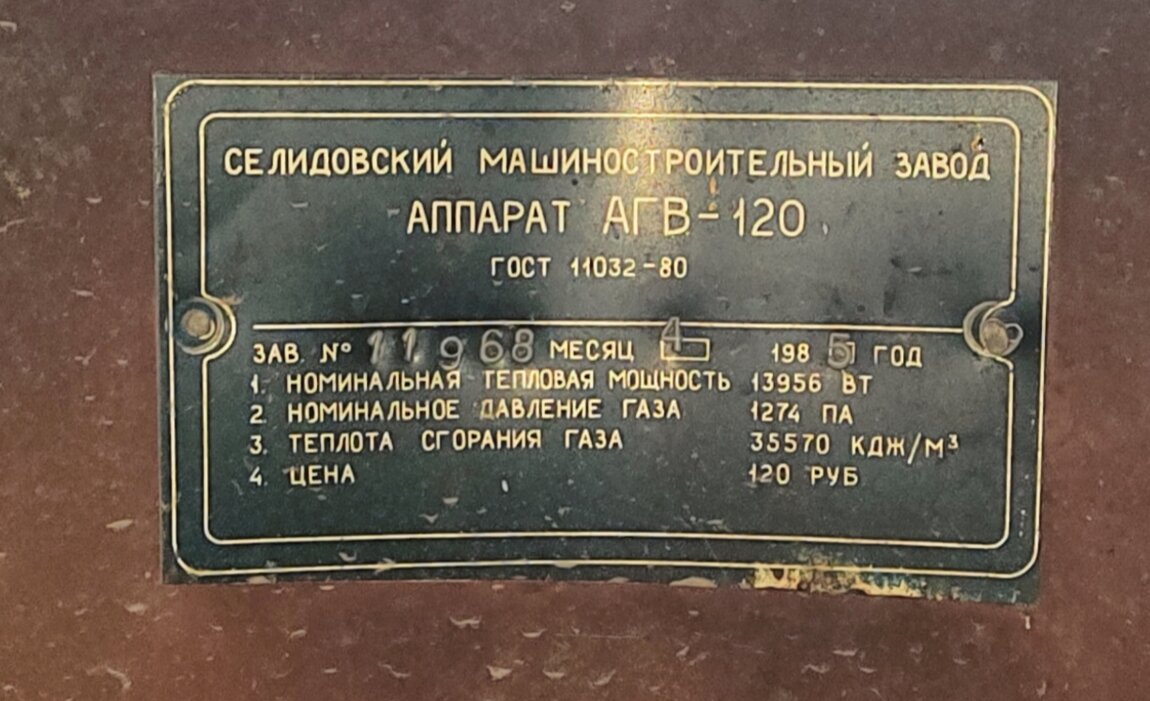 СЕЛИДОВСКИЙ МАШИНОСТРОИТЕЛЬНЫЙ ЗАВОД
АППАРАТ АГВ-120
ГОСТ 11032-80
ЗАВ. № 11968 МЕСЯЦ 4 1985 ГОД
1. НОМИНАЛЬНАЯ ТЕПЛОВАЯ МОЩНОСТЬ 13956 ВТ
2. НОМИНАЛЬНОЕ ДАВЛЕНИЕ ГАЗА 1274 ПА
3. ТЕПЛОТА СГОРАНИЯ ГАЗА 35570 КДЖ/М³
4. ЦЕНА 120 РУБ